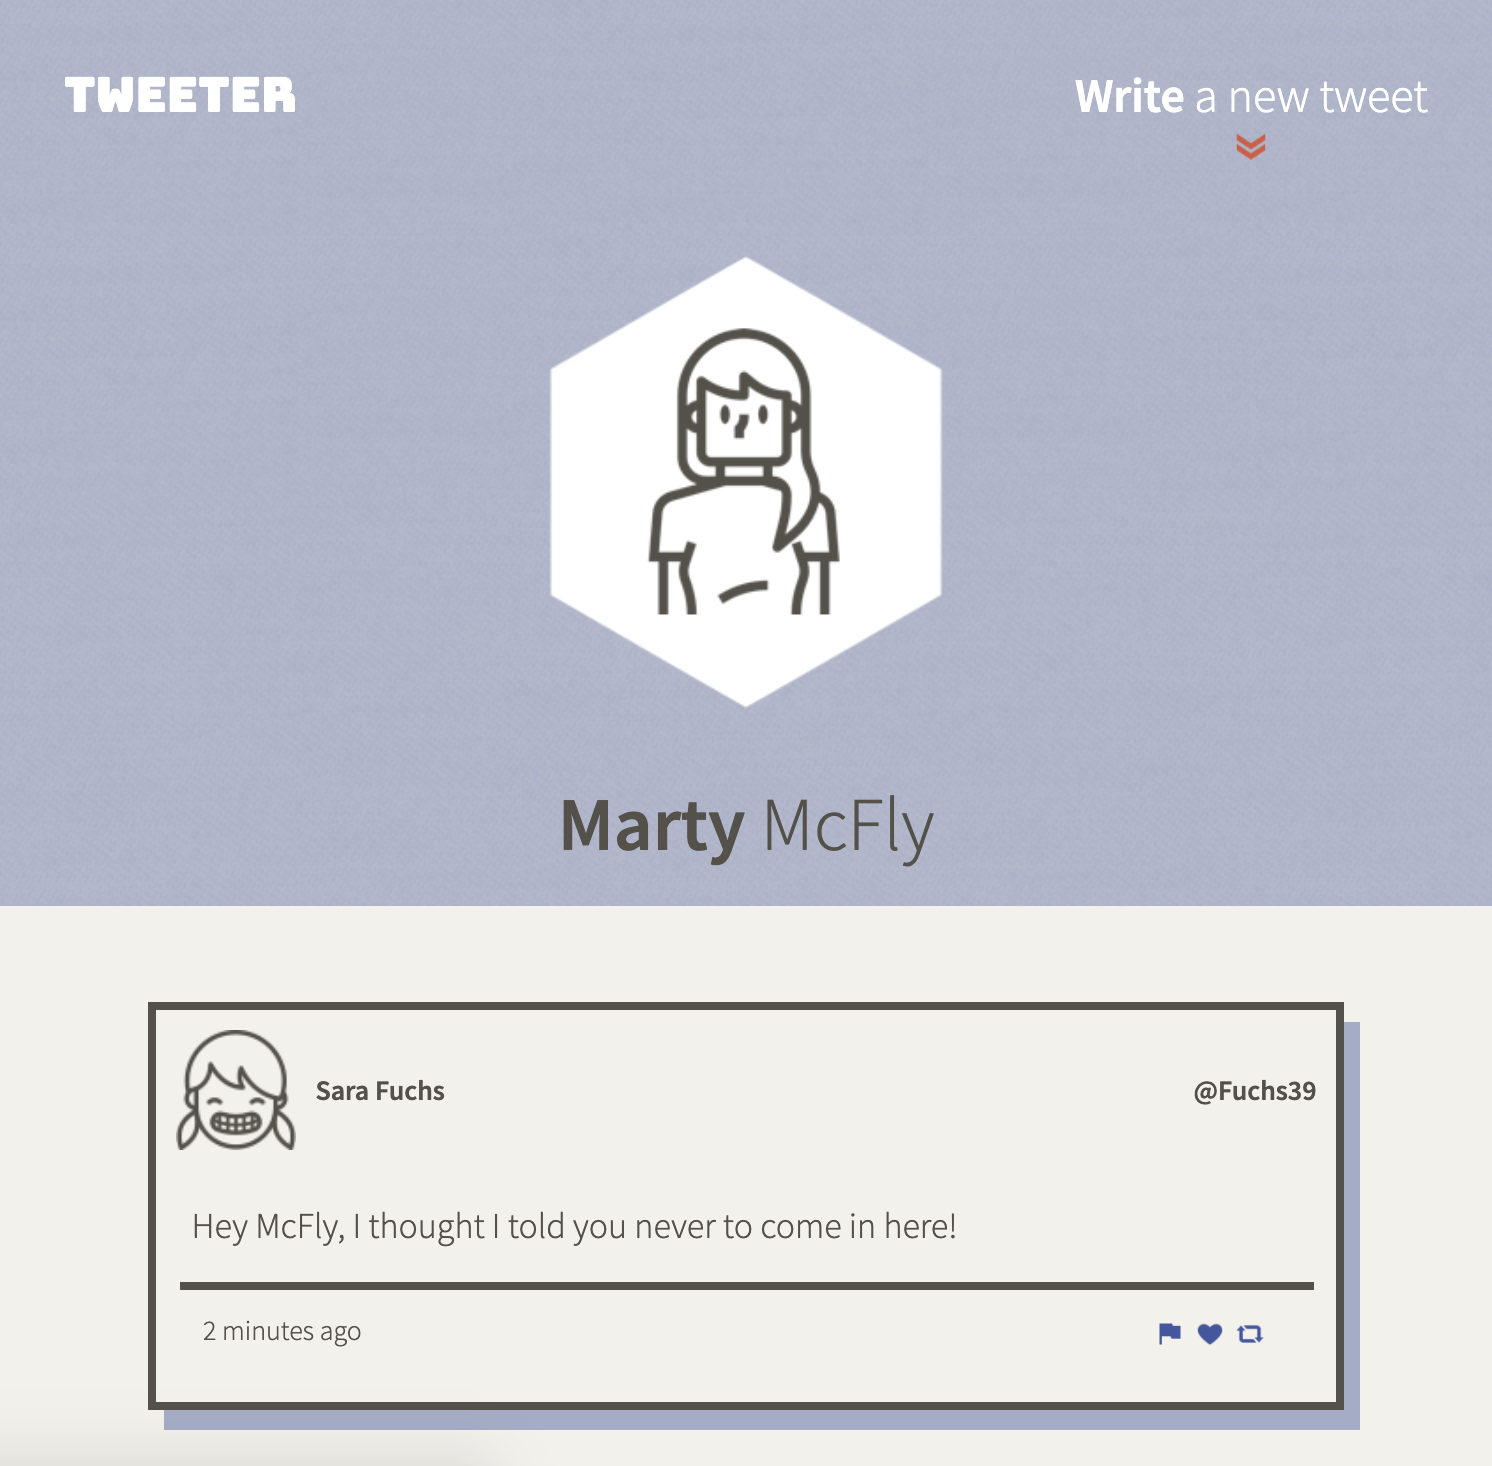 TWEETER
Write a new tweet
Marty McFly
Sara Fuchs
@Fuchs39
Hey McFly, I thought I told you never to come in here!
2 minutes ago